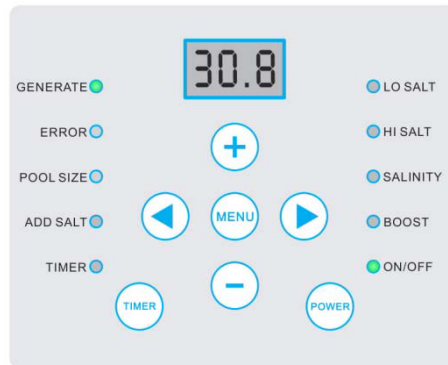 30.8
GENERATE
LO SALT
ERROR
HI SALT
POOL SIZE
SALINITY
MENU
ADD SALT
BOOST
TIMER
ON/OFF
TIMER
POWER